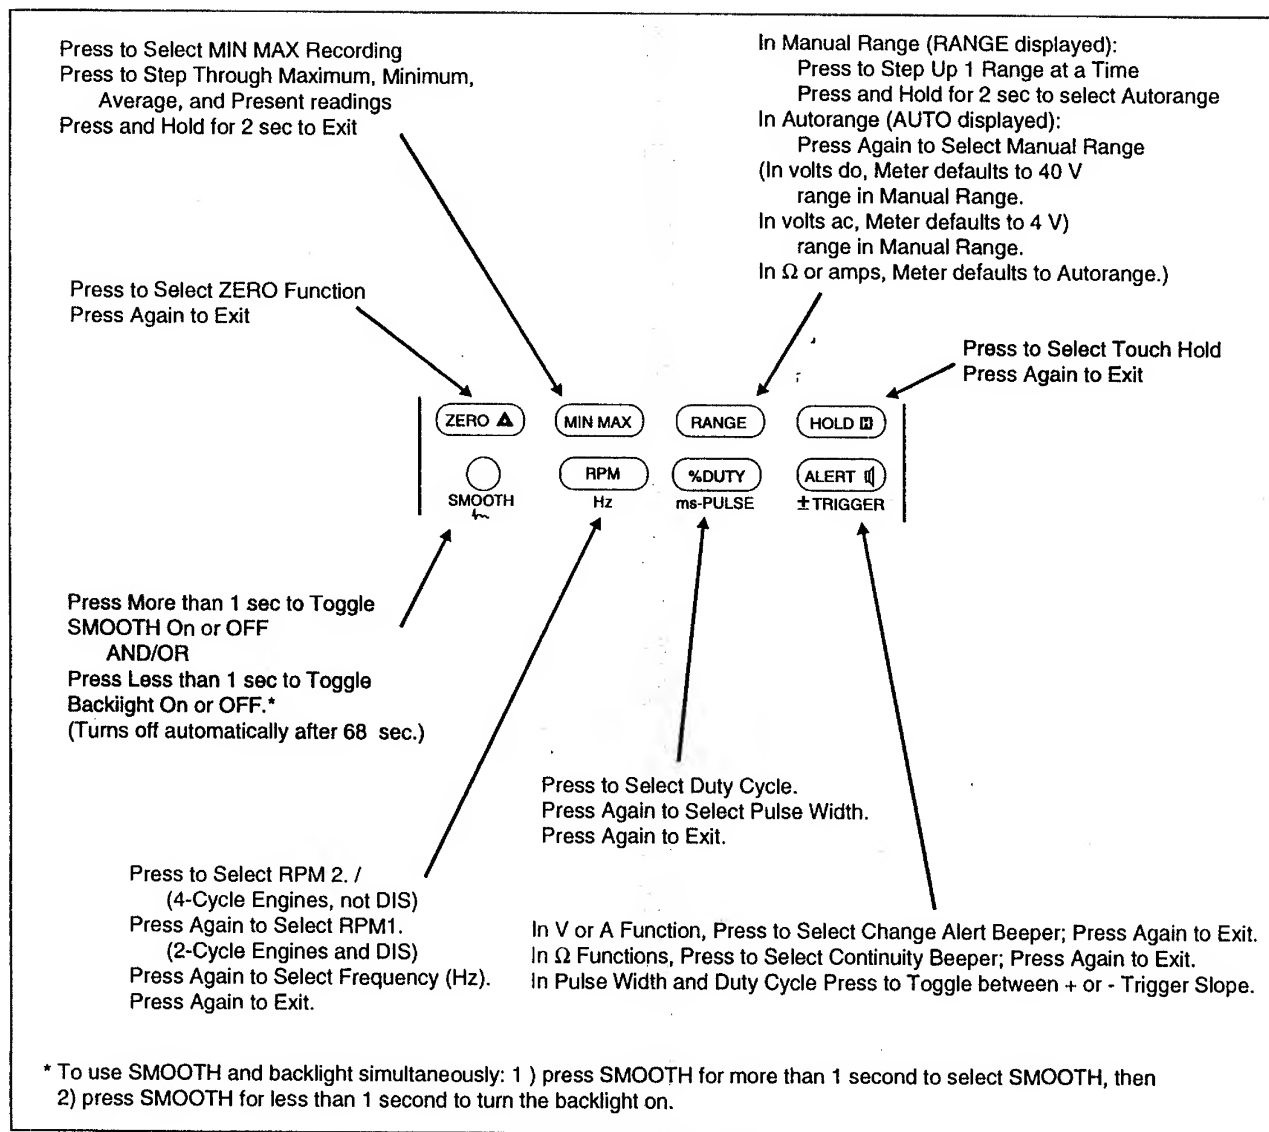 Press to Select MIN MAX Recording
Press to Step Through Maximum, Minimum,
Average, and Present readings
Press and Hold for 2 sec to Exit
In Manual Range (RANGE displayed):
Press to Step Up 1 Range at a Time
Press and Hold for 2 sec to select Autorange
In Autorange (AUTO displayed):
Press Again to Select Manual Range
(In volts do, Meter defaults to 40 V
range in Manual Range.
In volts ac, Meter defaults to 4 V)
range in Manual Range.
In Ω or amps, Meter defaults to Autorange.)
Press to Select ZERO Function
Press Again to Exit
Press to Select Touch Hold
Press Again to Exit
ZERO MIN MAX RANGE HOLD H
RPM %DUTY ALERT
SMOOTH Hz ms-PULSE ±TRIGGER
Press More than 1 sec to Toggle
SMOOTH On or OFF
AND/OR
Press Less than 1 sec to Toggle
Backiight On or OFF.*
(Turns off automatically after 68 sec.)
Press to Select Duty Cycle.
Press Again to Select Pulse Width.
Press Again to Exit.
Press to Select RPM 2. /
(4-Cycle Engines, not DIS)
Press Again to Select RPM1.
(2-Cycle Engines and DIS)
Press Again to Select Frequency (Hz).
Press Again to Exit.
In V or A Function, Press to Select Change Alert Beeper; Press Again to Exit.
In Ω Functions, Press to Select Continuity Beeper; Press Again to Exit.
In Pulse Width and Duty Cycle Press to Toggle between + or - Trigger Slope.
* To use SMOOTH and backlight simultaneously: 1 ) press SMOOTH for more than 1 second to select SMOOTH, then
2) press SMOOTH for less than 1 second to turn the backlight on.